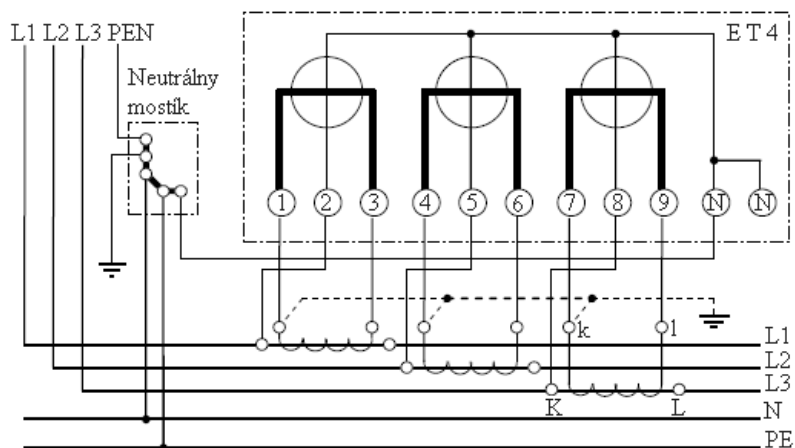 L1 L2 L3 PEN
E T 4
Neutrálny
mostík
1 2 3 4 5 6 7 8 9 N N
k l
L1
L2
L3
K L
N
PE